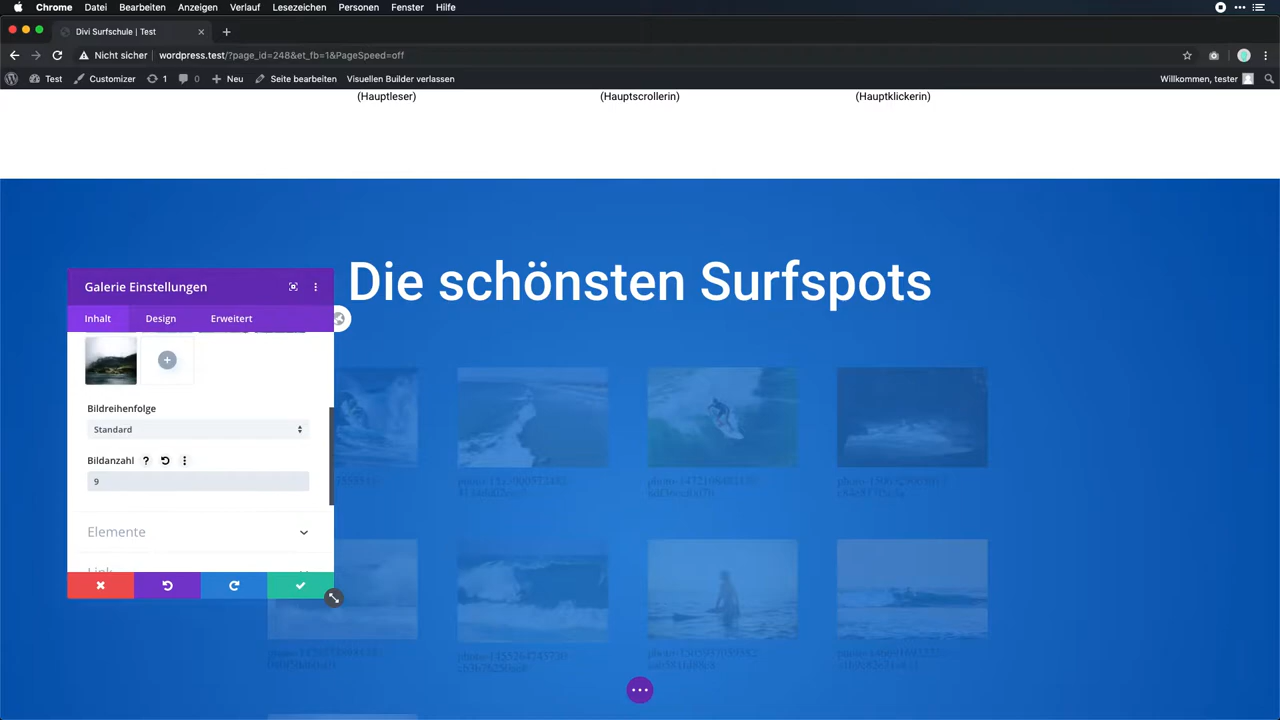 Chrome Datei Bearbeiten Anzeigen Verlauf Lesezeichen Personen Fenster Hilfe
Divi Surfschule | Test
Nicht sicher wordpress.test/?page_id=248&et_fb=1&PageSpeed=off
Test Customizer 1 0 Neu Seite bearbeiten Visuellen Builder verlassen Willkommen, tester
(Hauptleser) (Hauptscrollerin) (Hauptklickerin)
Die schönsten Surfspots
Galerie Einstellungen
Inhalt Design Erweitert
Bildreihenfolge
Standard
Bildanzahl
9
Elemente